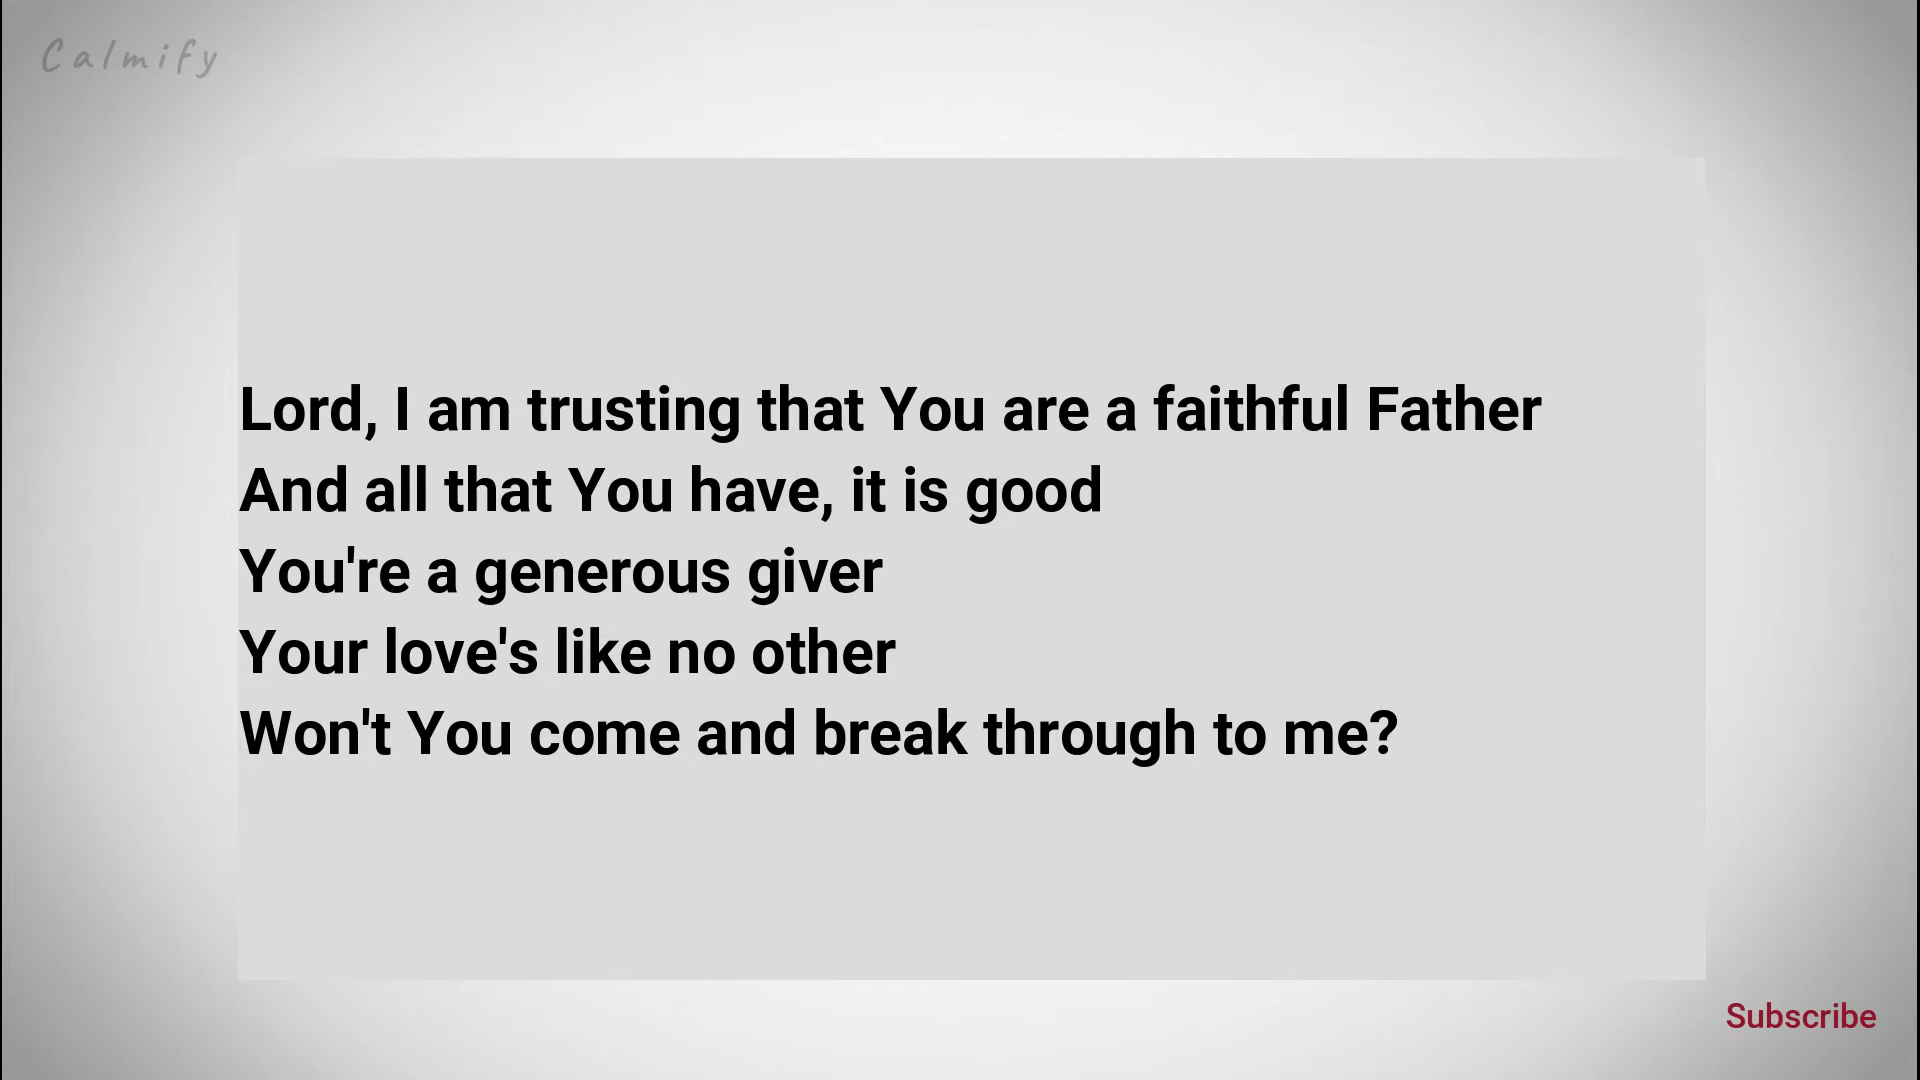 Calmify
Lord, I am trusting that You are a faithful Father
And all that You have, it is good
You're a generous giver
Your love's like no other
Won't You come and break through to me?
Subscribe